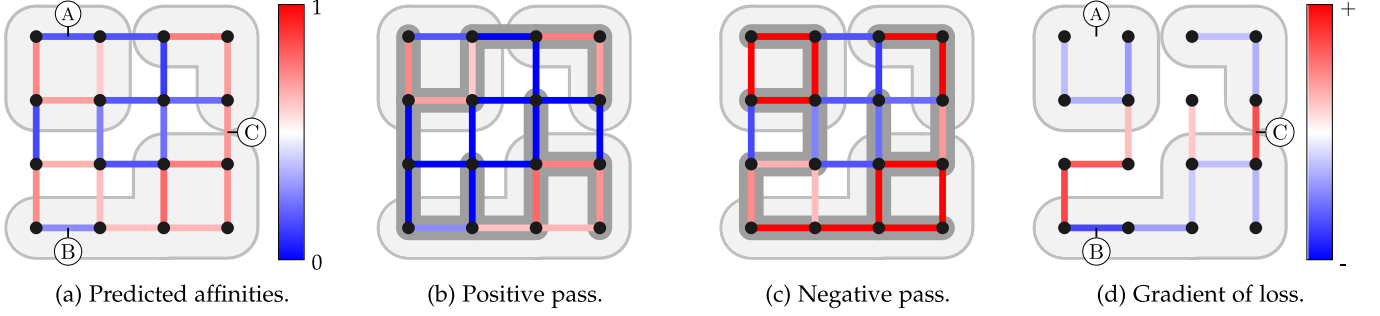 A
1
A
+
C
C
B
0
B
-
(a) Predicted affinities.
(b) Positive pass.
(c) Negative pass.
(d) Gradient of loss.